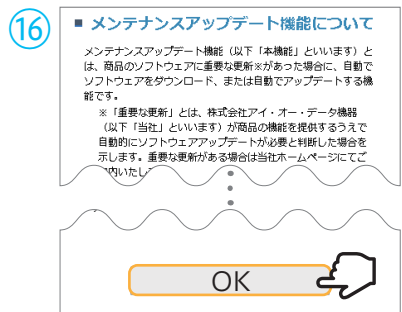 ⑯
■ メンテナンスアップデート機能について
メンテナンスアップデート機能（以下「本機能」といいます）と
は、商品のソフトウェアに重要な更新※があった場合に、自動で
ソフトウェアをダウンロード、または自動でアップデートする機
能です。
※「重要な更新」とは、株式会社アイ・オー・データ機器
（以下「当社」といいます）が商品の機能を提供するうえで
自動的にソフトウェアアップデートが必要と判断した場合を
示します。重要な更新がある場合は当社ホームページにてご
内いたし
OK